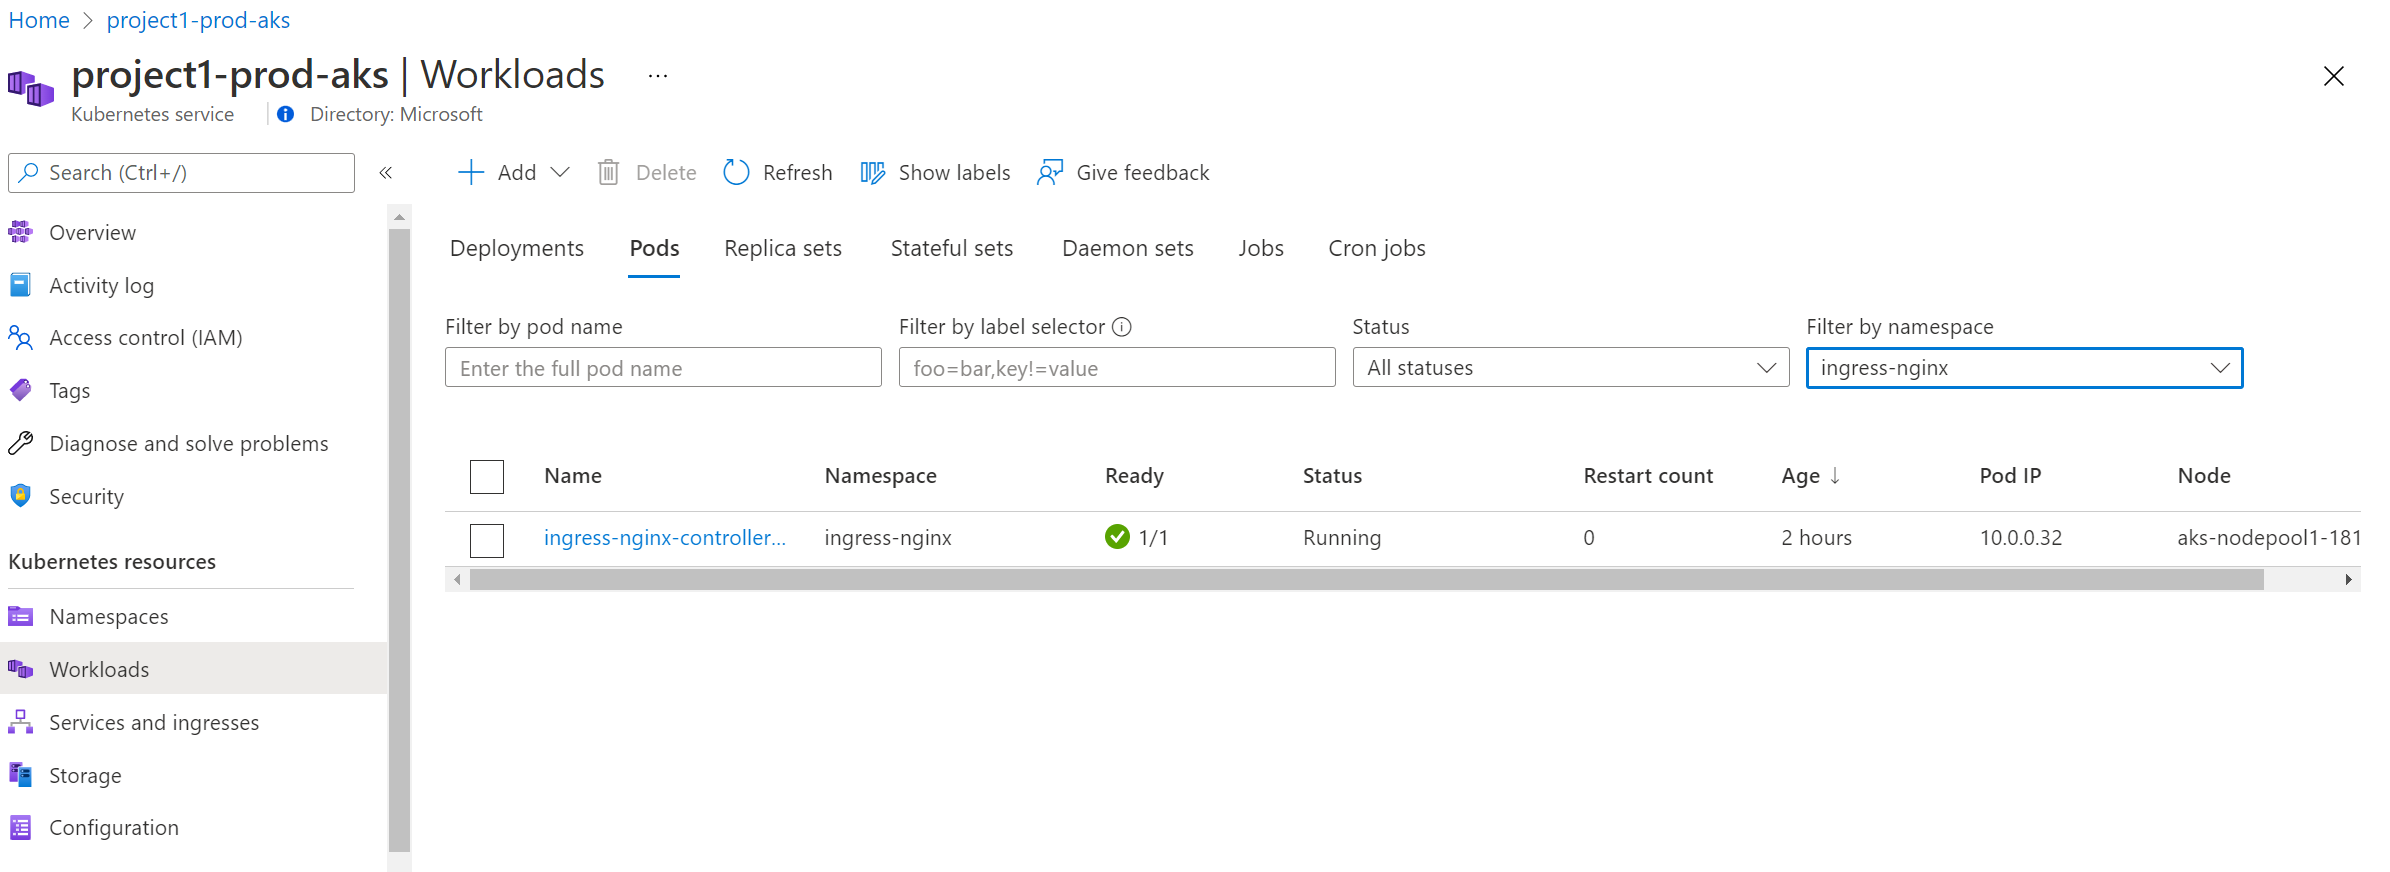 Home > project1-prod-aks
project1-prod-aks | Workloads ...
Kubernetes service
Directory: Microsoft
Search (Ctrl+/)
«
Add
Delete
Refresh
Show labels
Give feedback
Overview
Activity log
Access control (IAM)
Tags
Diagnose and solve problems
Security
Kubernetes resources
Namespaces
Workloads
Services and ingresses
Storage
Configuration
Deployments Pods Replica sets Stateful sets Daemon sets Jobs Cron jobs
Filter by pod name
Enter the full pod name
Filter by label selector
foo=bar,key!=value
Status
All statuses
Filter by namespace
ingress-nginx
Name Namespace Ready Status Restart count Age ↓ Pod IP Node
ingress-nginx-controller... ingress-nginx 1/1 Running 0 2 hours 10.0.0.32 aks-nodepool1-181